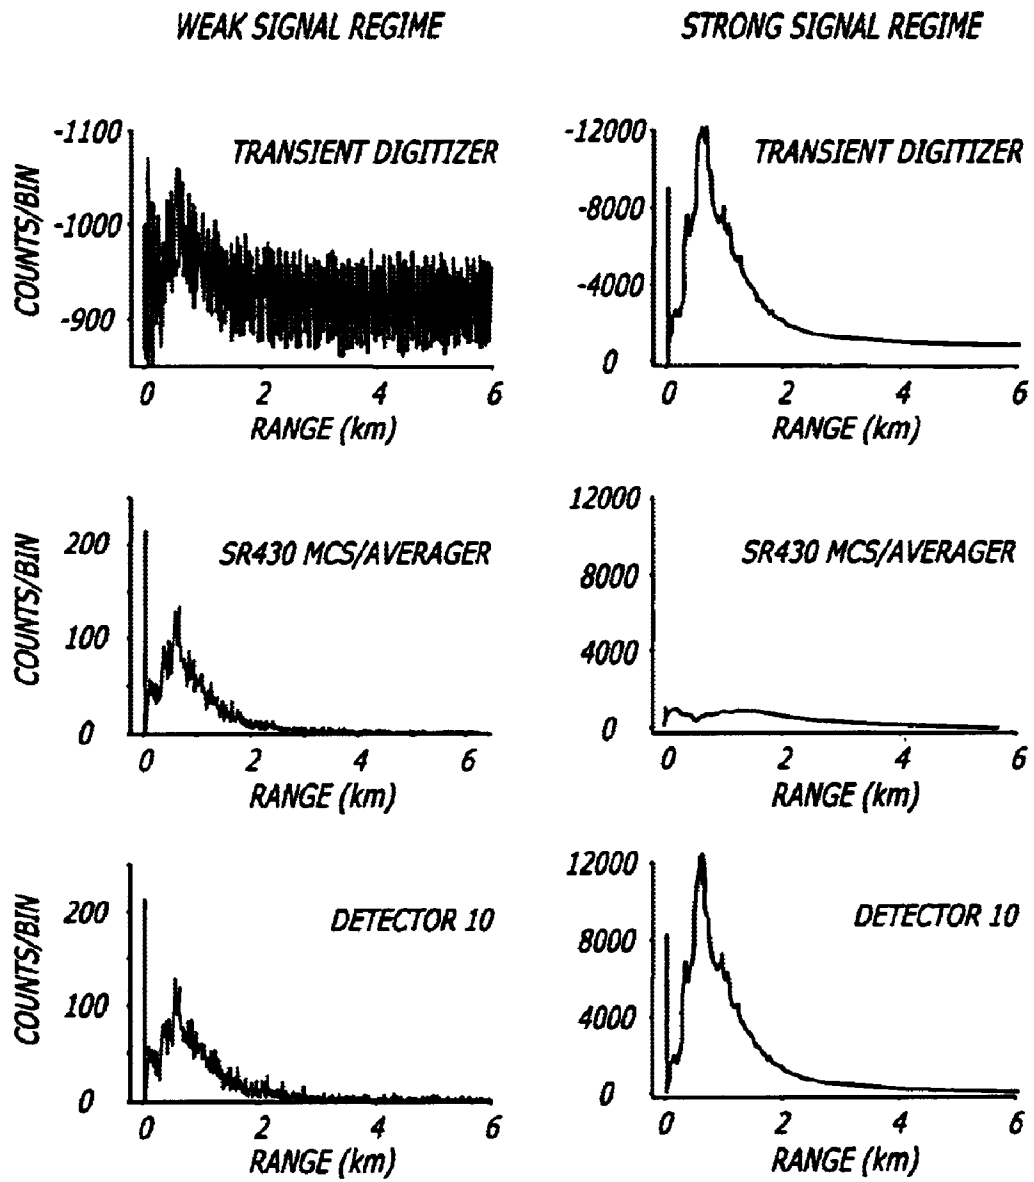 WEAK SIGNAL REGIME
STRONG SIGNAL REGIME
TRANSIENT DIGITIZER
COUNTS/BIN
-1100
-1000
-900
0 2 4 6
RANGE (km)
TRANSIENT DIGITIZER
-12000
-8000
-4000
0
0 2 4 6
RANGE (km)
SR430 MCS/AVERAGER
COUNTS/BIN
200
100
0
0 2 4 6
RANGE (km)
SR430 MCS/AVERAGER
12000
8000
4000
0
0 2 4 6
RANGE (km)
DETECTOR 10
COUNTS/BIN
200
100
0
0 2 4 6
RANGE (km)
DETECTOR 10
12000
8000
4000
0
0 2 4 6
RANGE (km)